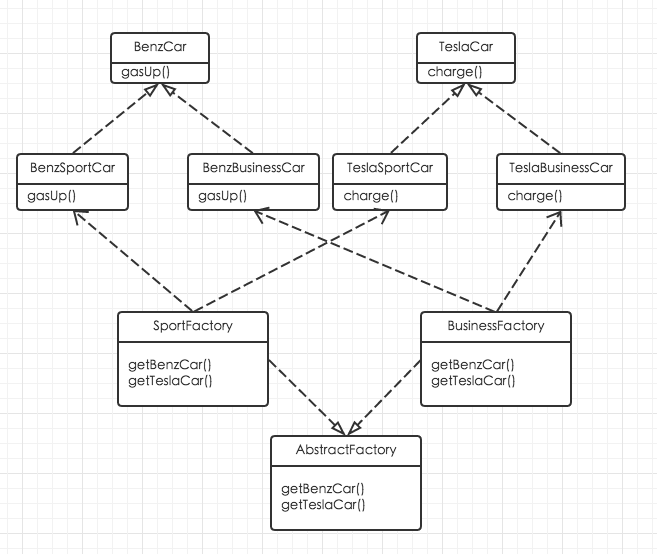 BenzCar
gasUp()
TeslaCar
charge()
BenzSportCar
gasUp()
BenzBusinessCar
gasUp()
TeslaSportCar
charge()
TeslaBusinessCar
charge()
SportFactory
getBenzCar()
getTeslaCar()
BusinessFactory
getBenzCar()
getTeslaCar()
AbstractFactory
getBenzCar()
getTeslaCar()